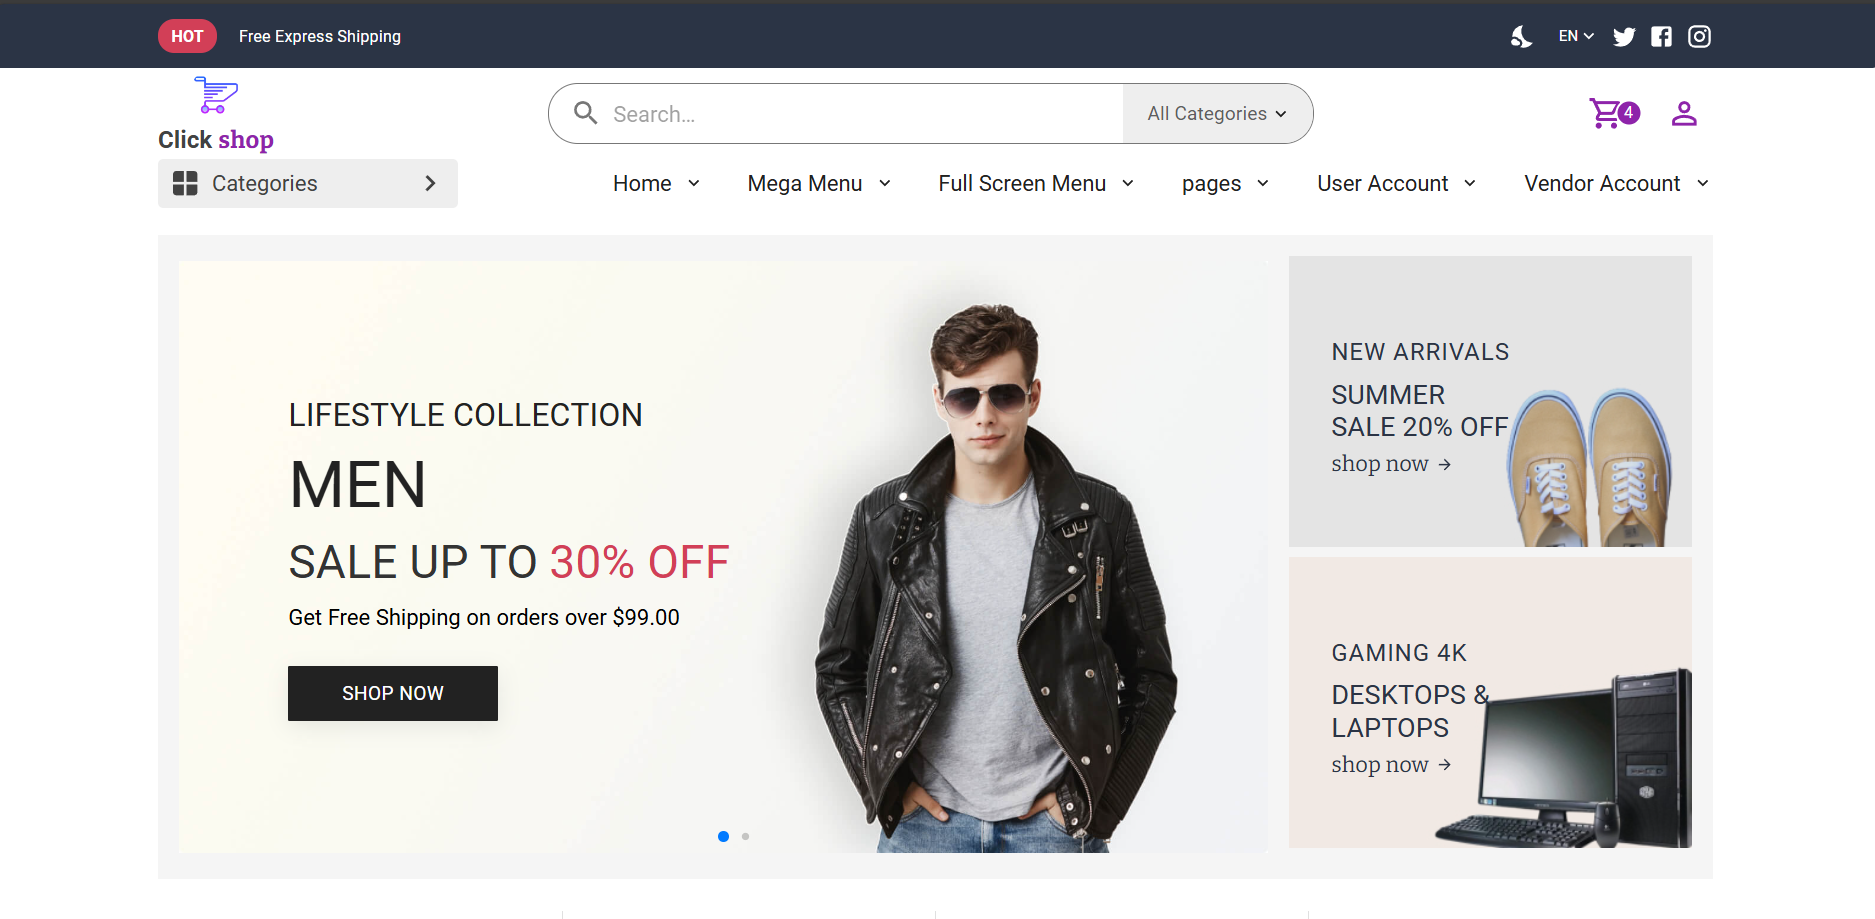 HOT
Free Express Shipping
EN
Click shop
Search...
All Categories
4
Categories
Home
Mega Menu
Full Screen Menu
pages
User Account
Vendor Account
LIFESTYLE COLLECTION
MEN
SALE UP TO 30% OFF
Get Free Shipping on orders over $99.00
SHOP NOW
NEW ARRIVALS
SUMMER
SALE 20% OFF
shop now
GAMING 4K
DESKTOPS &
LAPTOPS
shop now